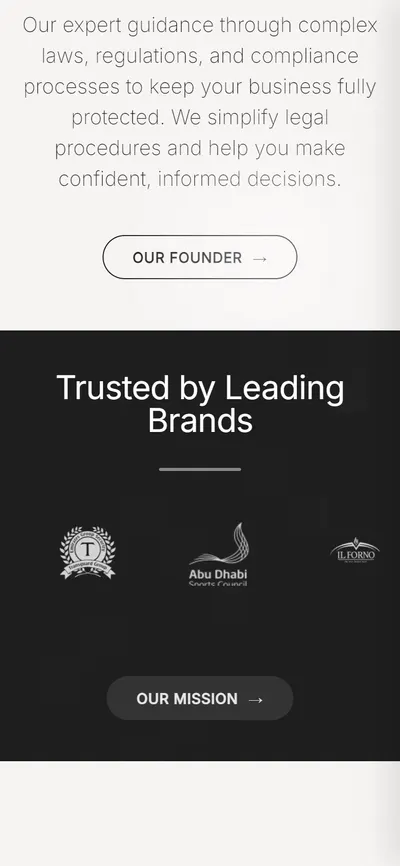 Our expert guidance through complex
laws, regulations, and compliance
processes to keep your business fully
protected. We simplify legal
procedures and help you make
confident, informed decisions.
OUR FOUNDER →
Trusted by Leading
Brands
T
Abu Dhabi
Sports Council
IL FORNO
OUR MISSION →